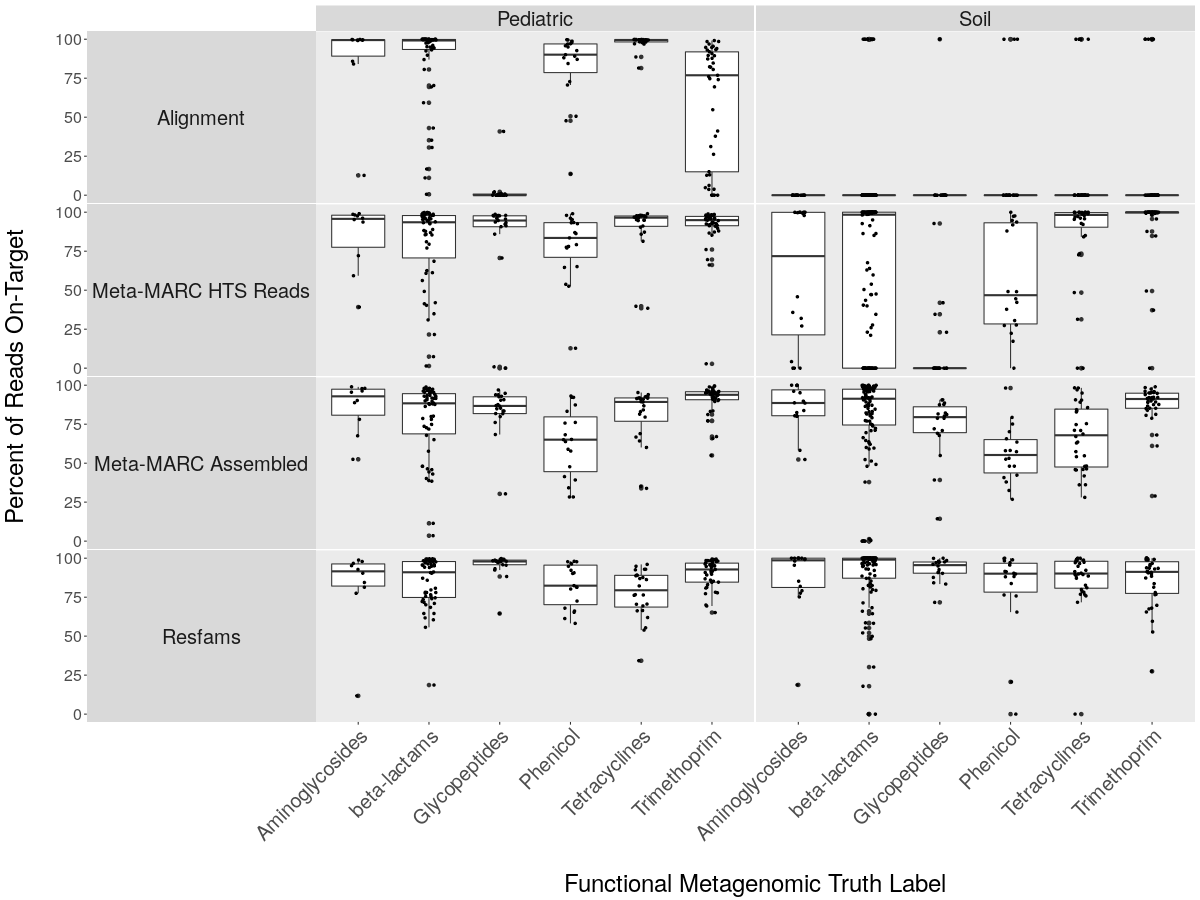 Pediatric
Soil
Percent of Reads On-Target
Alignment
100
75
50
25
0
Meta-MARC HTS Reads
100
75
50
25
0
Meta-MARC Assembled
100
75
50
25
0
Resfams
100
75
50
25
0
Aminoglycosides
beta-lactams
Glycopeptides
Phenicol
Tetracyclines
Trimethoprim
Aminoglycosides
beta-lactams
Glycopeptides
Phenicol
Tetracyclines
Trimethoprim
Functional Metagenomic Truth Label